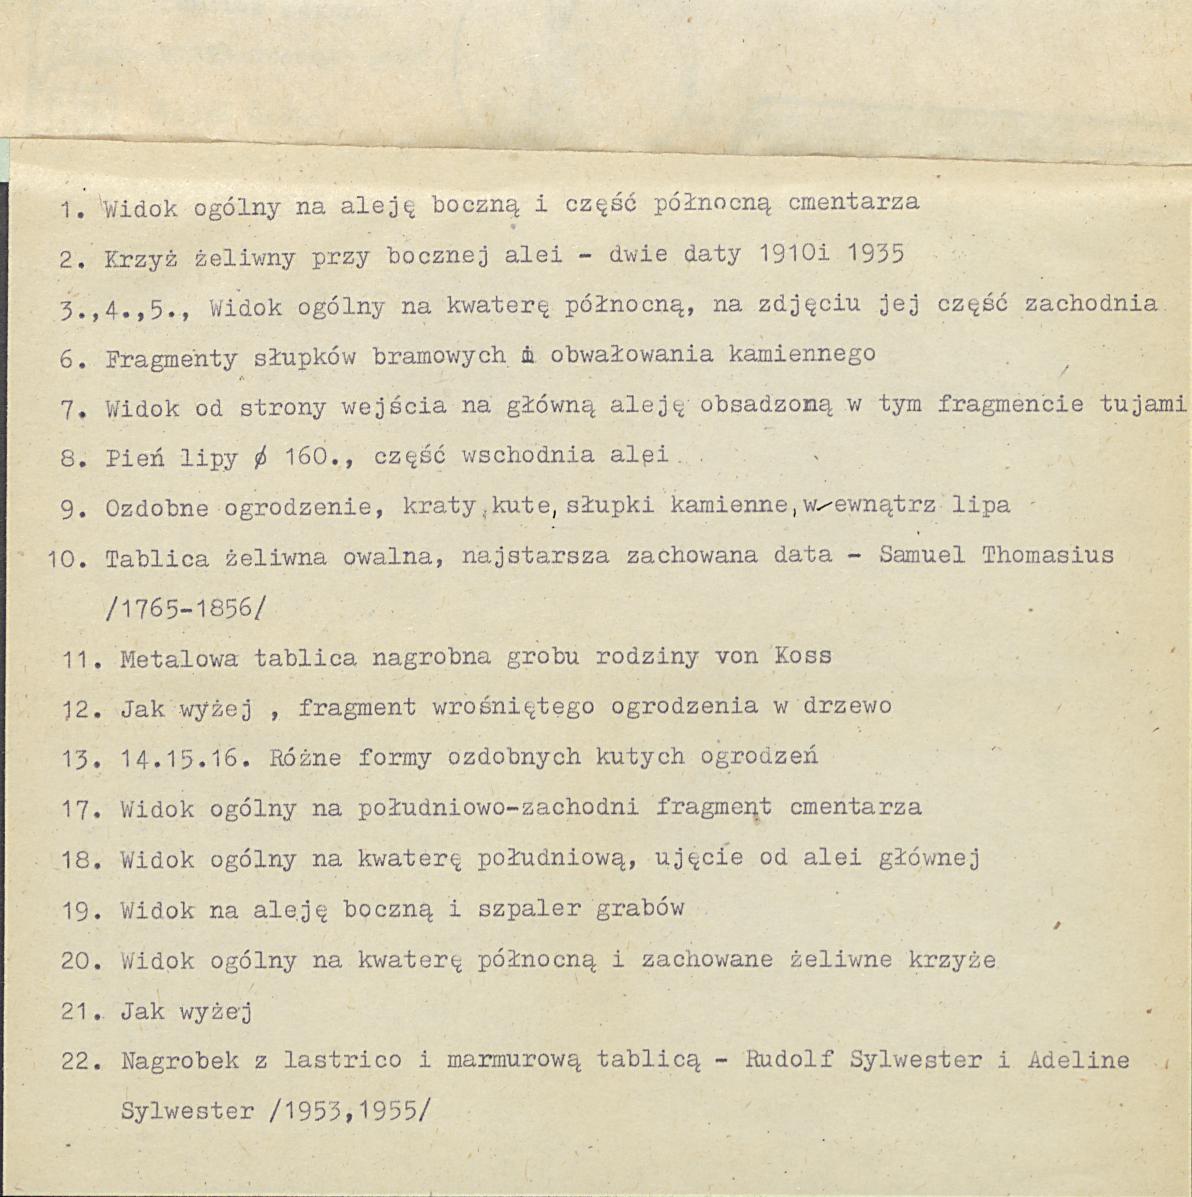 1. Widok ogólny na aleję boczną i część północną cmentarza
2. Krzyż żeliwny przy bocznej alei - dwie daty 1910i 1935
3.,4.,5., Widok ogólny na kwaterę północną, na zdjęciu jej część zachodnia
6. Fragmenty słupków bramowych i obwałowania kamiennego
7. Widok od strony wejścia na główną aleję obsadzoną w tym fragmencie tujami
8. Pień lipy ∅ 160., część wschodnia alei
9. Ozdobne ogrodzenie, kraty kute, słupki kamienne, wewnątrz lipa
10. Tablica żeliwna owalna, najstarsza zachowana data - Samuel Thomasius
/1765-1856/
11. Metalowa tablica nagrobna grobu rodziny von Koss
12. Jak wyżej , fragment wrośniętego ogrodzenia w drzewo
13. 14.15.16. Różne formy ozdobnych kutych ogrodzeń
17. Widok ogólny na południowo-zachodni fragment cmentarza
18. Widok ogólny na kwaterę południową, ujęcie od alei głównej
19. Widok na aleję boczną i szpaler grabów
20. Widok ogólny na kwaterę północną i zachowane żeliwne krzyże
21. Jak wyżej
22. Nagrobek z lastrico i marmurową tablicą - Rudolf Sylwester i Adeline
Sylwester /1953,1955/